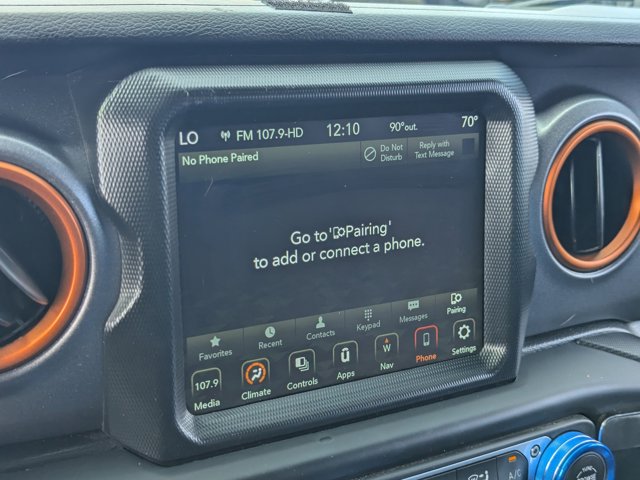 LO FM 107.9-HD 12:10 90°out. 70°
No Phone Paired Do Not Disturb Reply with Text Message
Go to 'Pairing'
to add or connect a phone.
Favorites Recent Contacts Keypad Messages Pairing
107.9
Media Climate Controls Apps Nav Phone Settings
A/C